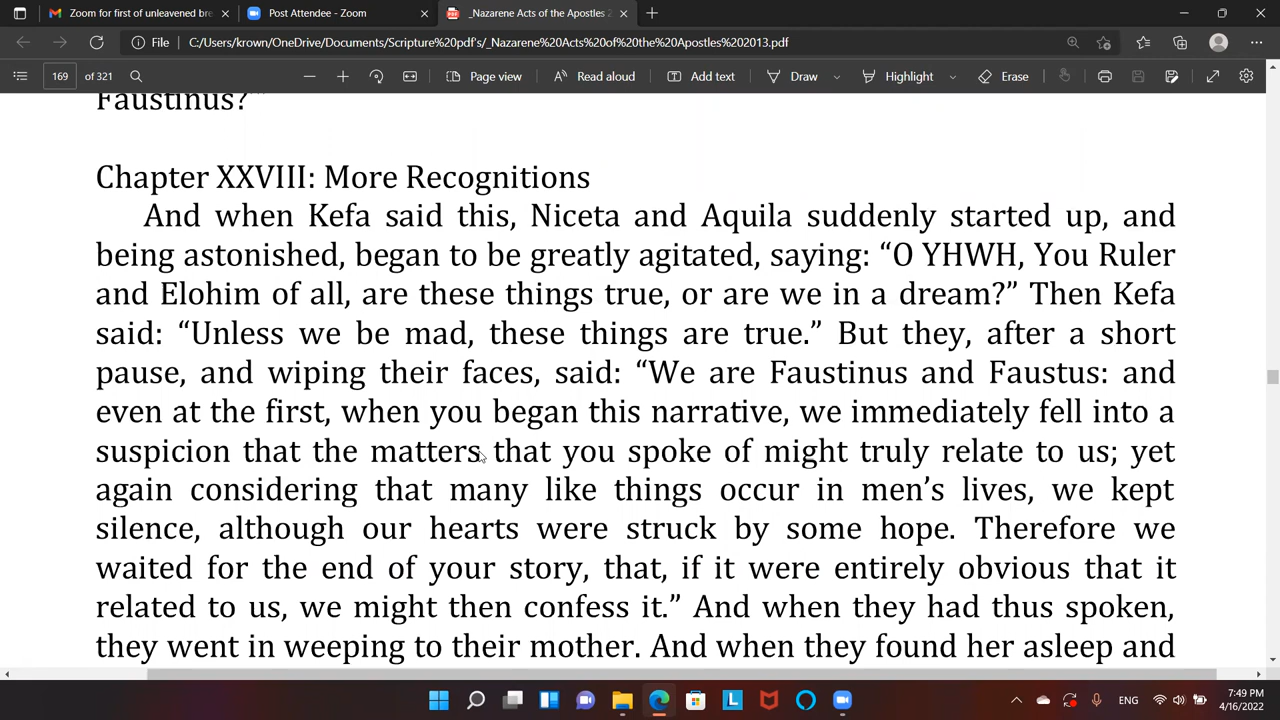 Zoom for first of unleavened bre
Post Attendee - Zoom
_Nazarene Acts of the Apostles 2
File
C:/Users/krown/OneDrive/Documents/Scripture%20pdf's/_Nazarene%20Acts%20of%20the%20Apostles%202013.pdf
169 of 321
Page view
Read aloud
Add text
Draw
Highlight
Erase
Faustinus?'"
Chapter XXVIII: More Recognitions
And when Kefa said this, Niceta and Aquila suddenly started up, and
being astonished, began to be greatly agitated, saying: “O YHWH, You Ruler
and Elohim of all, are these things true, or are we in a dream?” Then Kefa
said: “Unless we be mad, these things are true.” But they, after a short
pause, and wiping their faces, said: “We are Faustinus and Faustus: and
even at the first, when you began this narrative, we immediately fell into a
suspicion that the matters that you spoke of might truly relate to us; yet
again considering that many like things occur in men’s lives, we kept
silence, although our hearts were struck by some hope. Therefore we
waited for the end of your story, that, if it were entirely obvious that it
related to us, we might then confess it.” And when they had thus spoken,
they went in weeping to their mother. And when they found her asleep and
L
ENG
7:49 PM
4/16/2022